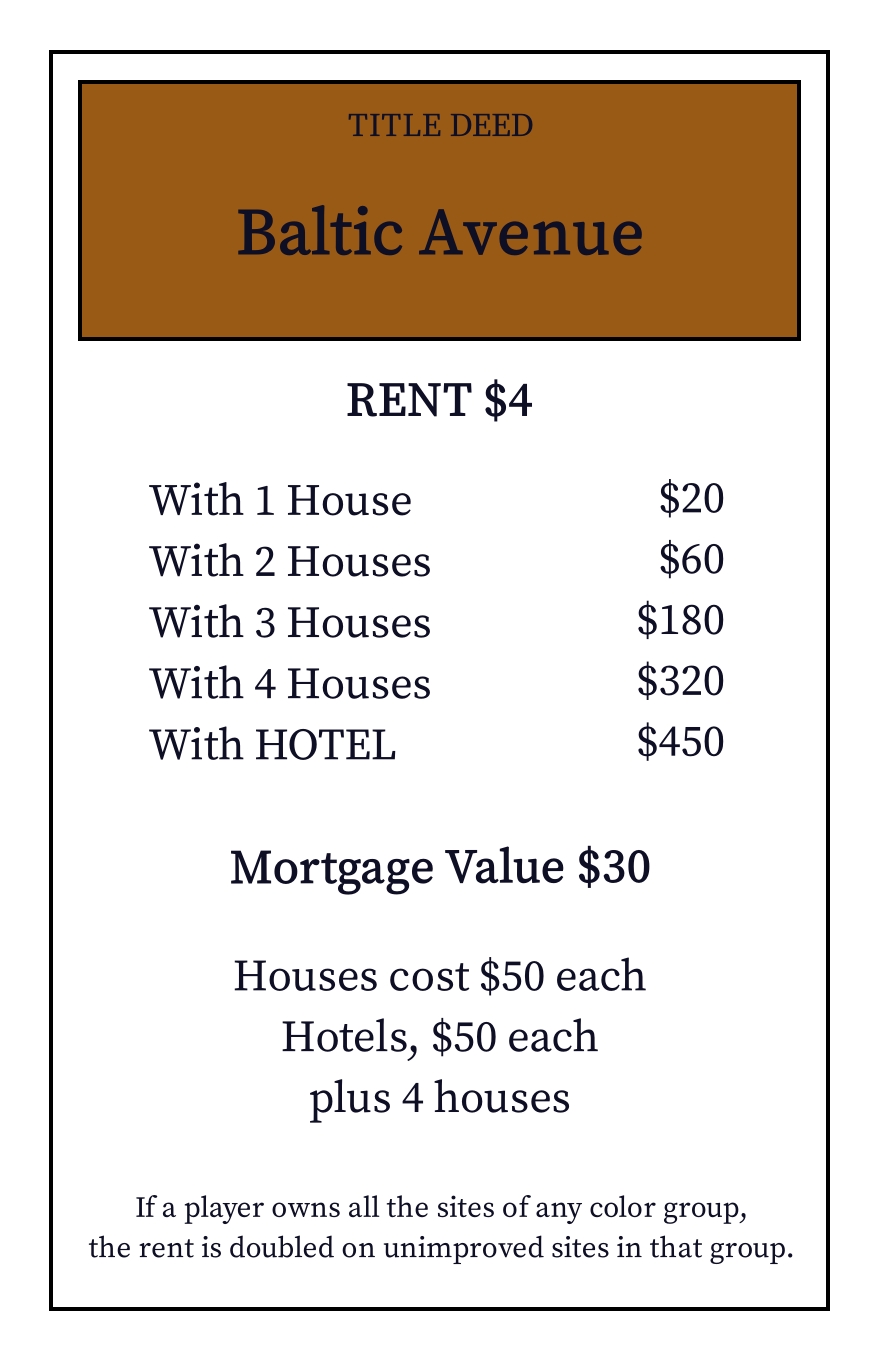 TITLE DEED
Baltic Avenue
RENT $4
With 1 House $20
With 2 Houses $60
With 3 Houses $180
With 4 Houses $320
With HOTEL $450
Mortgage Value $30
Houses cost $50 each
Hotels, $50 each
plus 4 houses
If a player owns all the sites of any color group,
the rent is doubled on unimproved sites in that group.